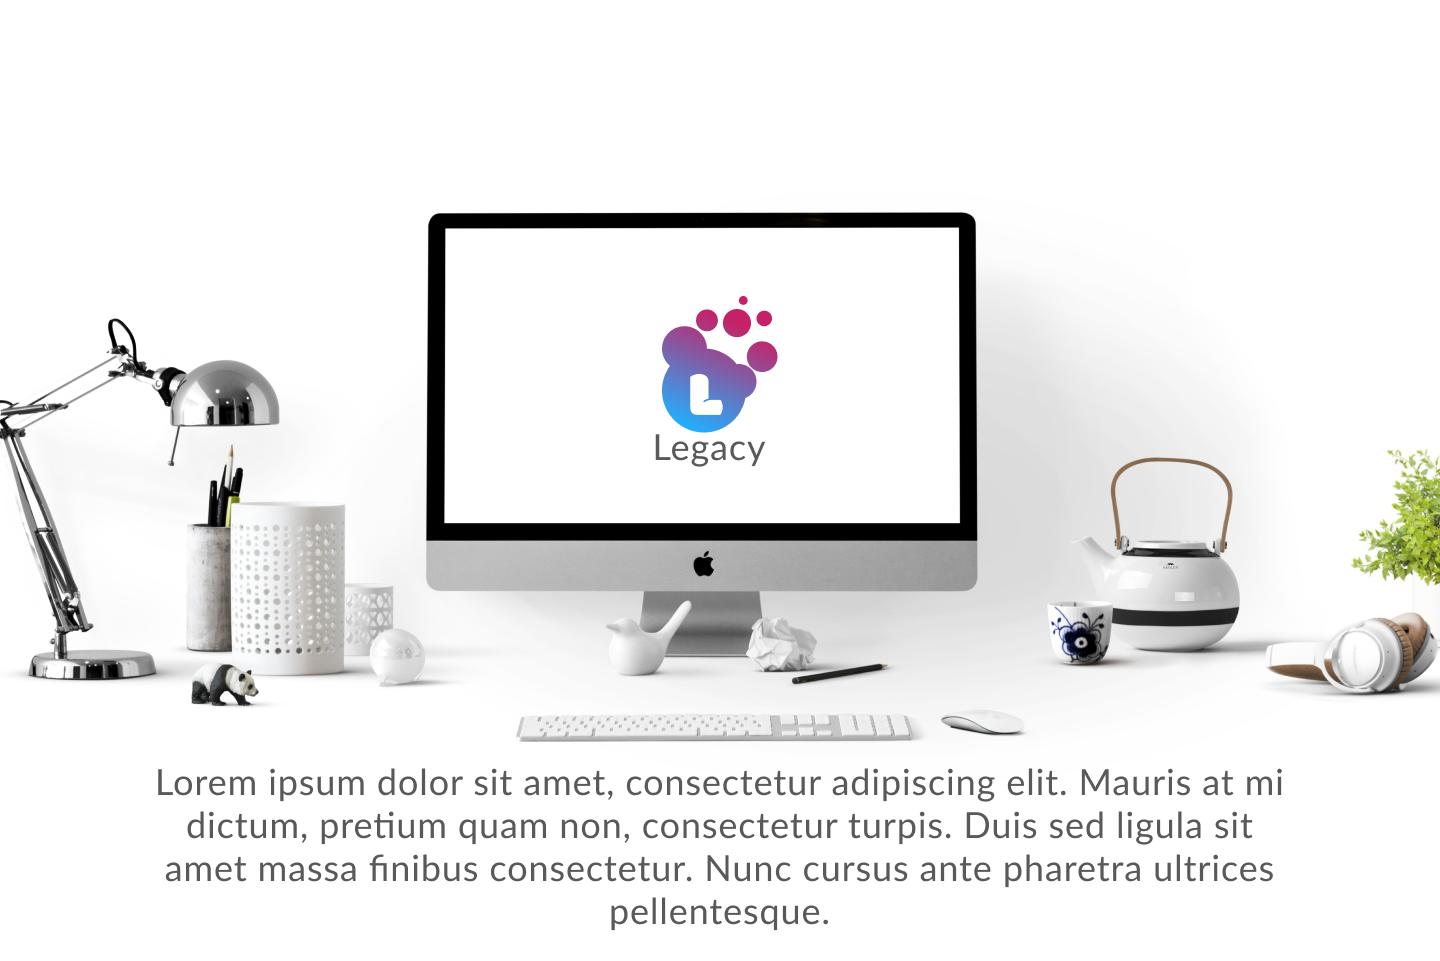 L
Legacy
Lorem ipsum dolor sit amet, consectetur adipiscing elit. Mauris at mi
dictum, pretium quam non, consectetur turpis. Duis sed ligula sit
amet massa finibus consectetur. Nunc cursus ante pharetra ultrices
pellentesque.